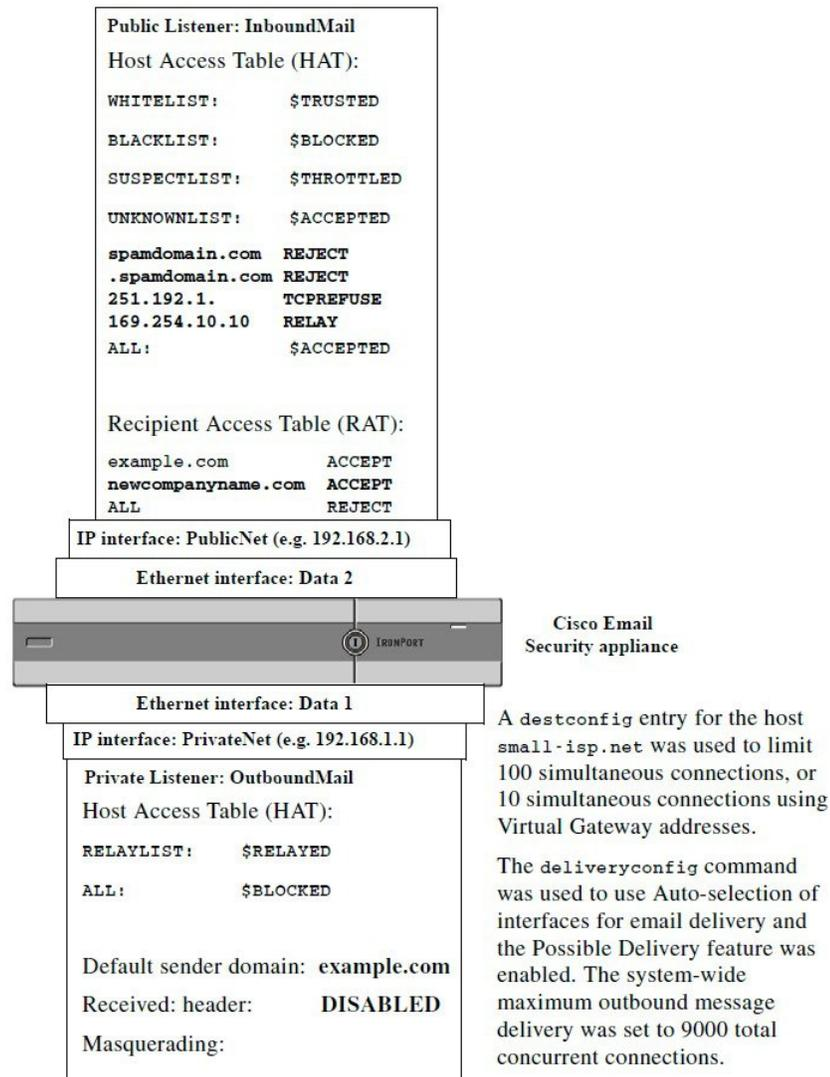 Public Listener: InboundMail
Host Access Table (HAT):
WHITELIST: $TRUSTED
BLACKLIST: $BLOCKED
SUSPECTLIST: $THROTTLED
UNKNOWNLIST: $ACCEPTED
spamdomain.com REJECT
.spamdomain.com REJECT
251.192.1. TCPREFUSE
169.254.10.10 RELAY
ALL: $ACCEPTED
Recipient Access Table (RAT):
example.com ACCEPT
newcompanyname.com ACCEPT
ALL REJECT
IP interface: PublicNet (e.g. 192.168.2.1)
Ethernet interface: Data 2
IRONPORT
Cisco Email
Security appliance
Ethernet interface: Data 1
IP interface: PrivateNet (e.g. 192.168.1.1)
Private Listener: OutboundMail
Host Access Table (HAT):
RELAYLIST: $RELAYED
ALL: $BLOCKED
Default sender domain: example.com
Received: header: DISABLED
Masquerading:
A destconfig entry for the host
small-isp.net was used to limit
100 simultaneous connections, or
10 simultaneous connections using
Virtual Gateway addresses.
The deliveryconfig command
was used to use Auto-selection of
interfaces for email delivery and
the Possible Delivery feature was
enabled. The system-wide
maximum outbound message
delivery was set to 9000 total
concurrent connections.